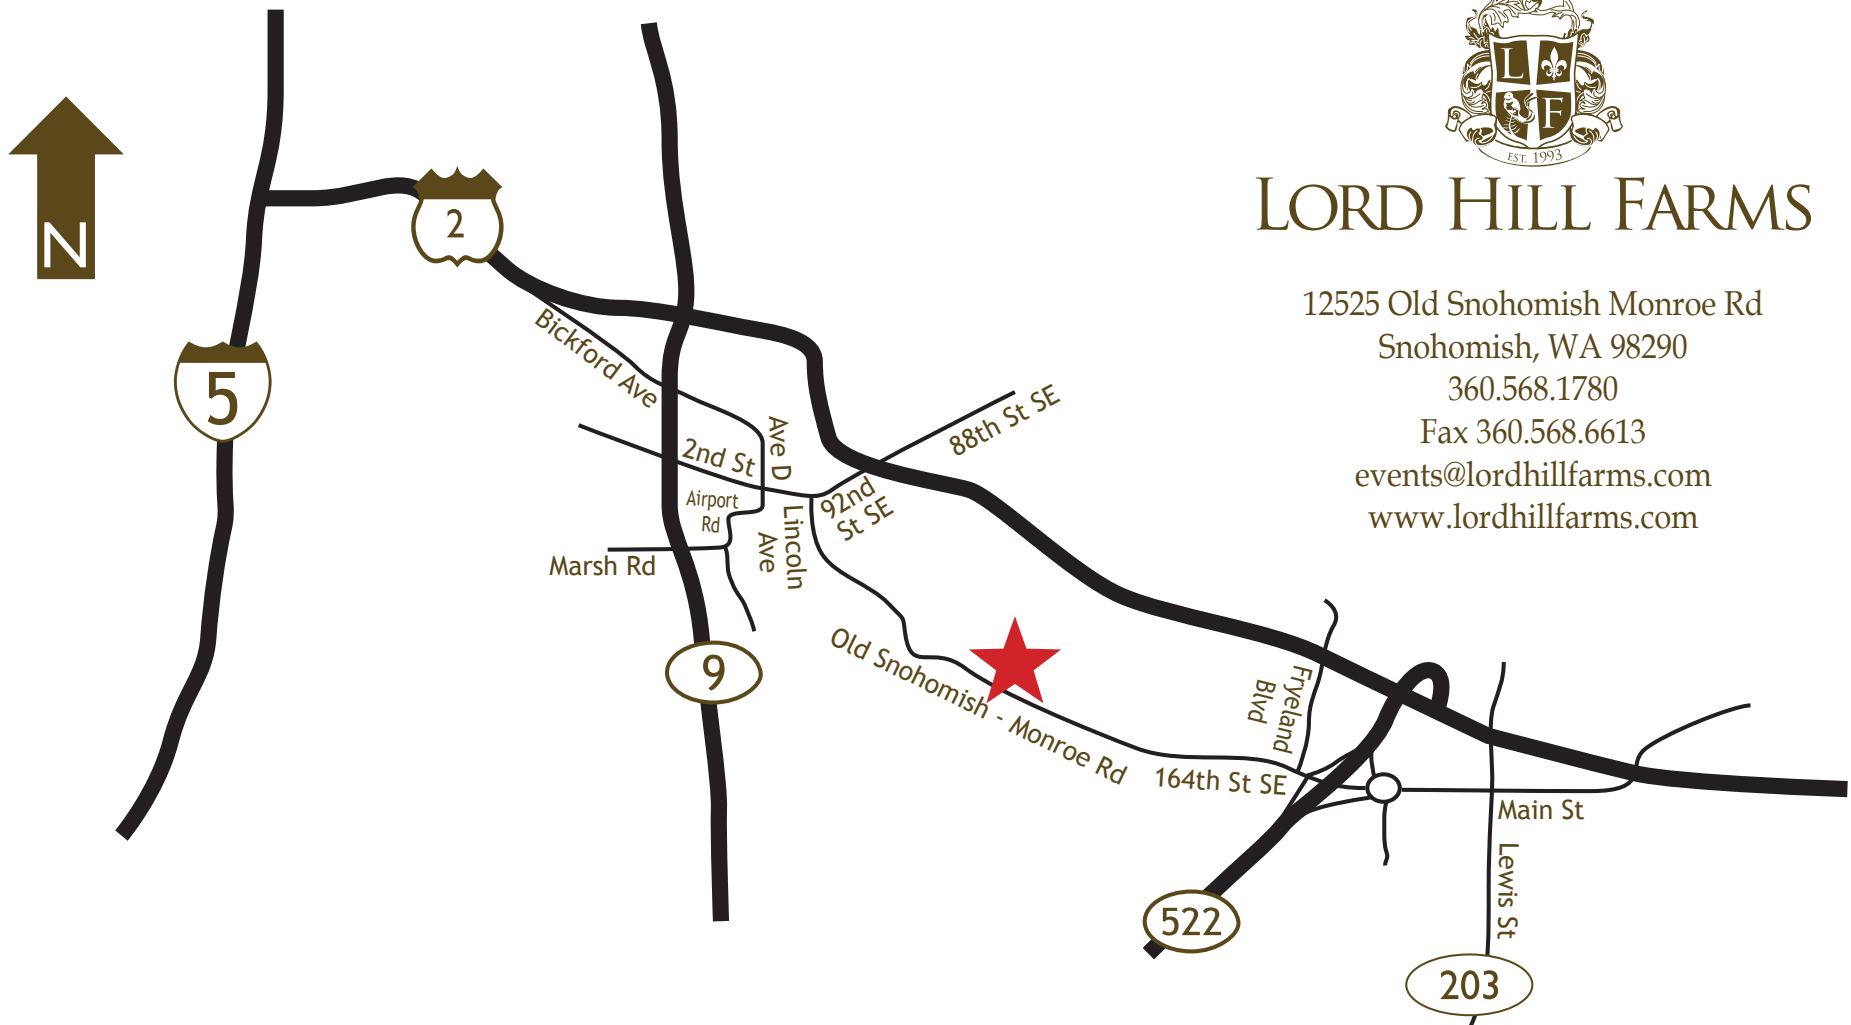 L
F
EST. 1993
LORD HILL FARMS
12525 Old Snohomish Monroe Rd
Snohomish, WA 98290
360.568.1780
Fax 360.568.6613
events@lordhillfarms.com
www.lordhillfarms.com
N
2
5
Bickford Ave
Ave D
2nd St
88th St SE
92nd
St SE
Airport
Rd
Lincoln
Ave
Marsh Rd
9
Old Snohomish - Monroe Rd
Fryeland
Blvd
164th St SE
Main St
Lewis St
522
203